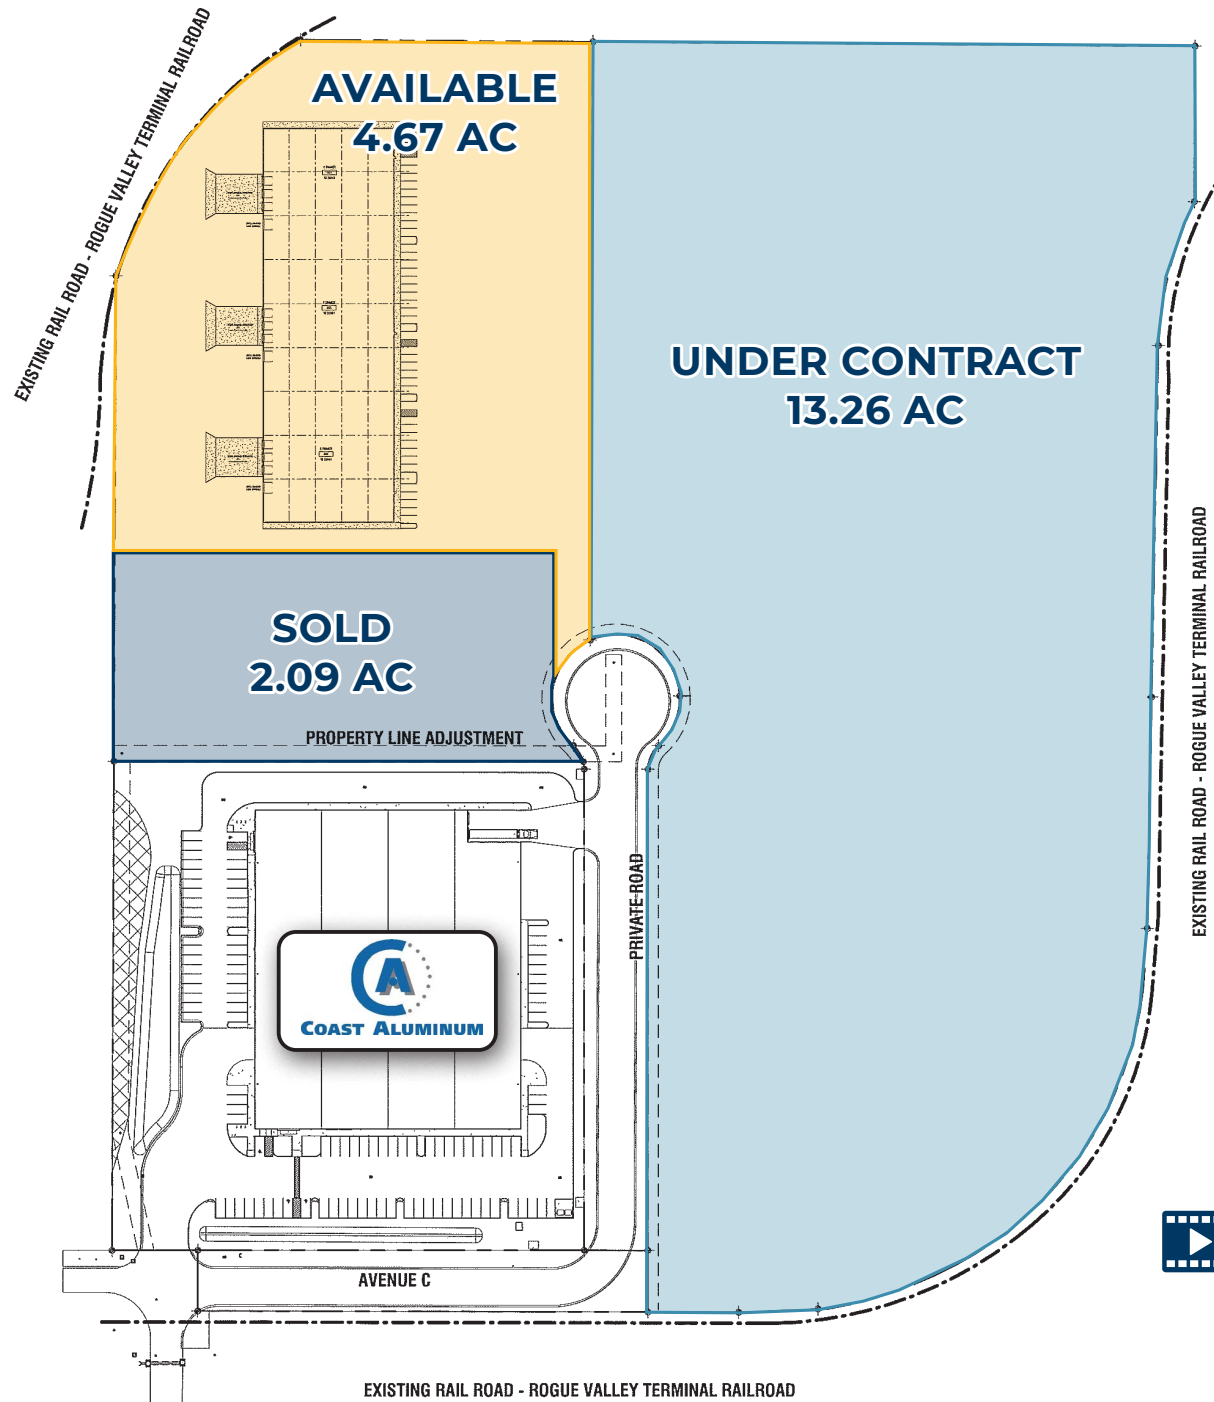 EXISTING RAIL ROAD - ROGUE VALLEY TERMINAL RAILROAD
AVAILABLE
4.67 AC
UNDER CONTRACT
13.26 AC
SOLD
2.09 AC
PROPERTY LINE ADJUSTMENT
EXISTING RAIL ROAD - ROGUE VALLEY TERMINAL RAILROAD
PRIVATE ROAD
CA
COAST ALUMINUM
AVENUE C
EXISTING RAIL ROAD - ROGUE VALLEY TERMINAL RAILROAD